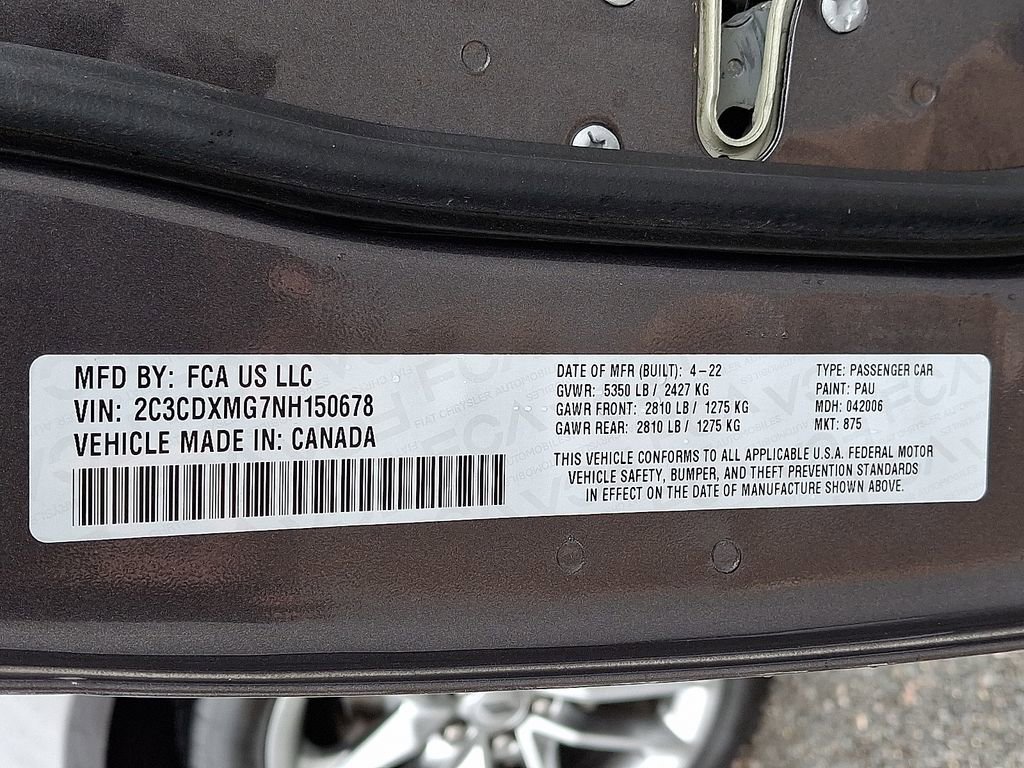 MFD BY: FCA US LLC
VIN: 2C3CDXMG7NH150678
VEHICLE MADE IN: CANADA
DATE OF MFR (BUILT): 4-22
GVWR: 5350 LB / 2427 KG
GAWR FRONT: 2810 LB / 1275 KG
GAWR REAR: 2810 LB / 1275 KG
TYPE: PASSENGER CAR
PAINT: PAU
MDH: 042006
MKT: 875
THIS VEHICLE CONFORMS TO ALL APPLICABLE U.S.A. FEDERAL MOTOR
VEHICLE SAFETY, BUMPER, AND THEFT PREVENTION STANDARDS
IN EFFECT ON THE DATE OF MANUFACTURE SHOWN ABOVE.